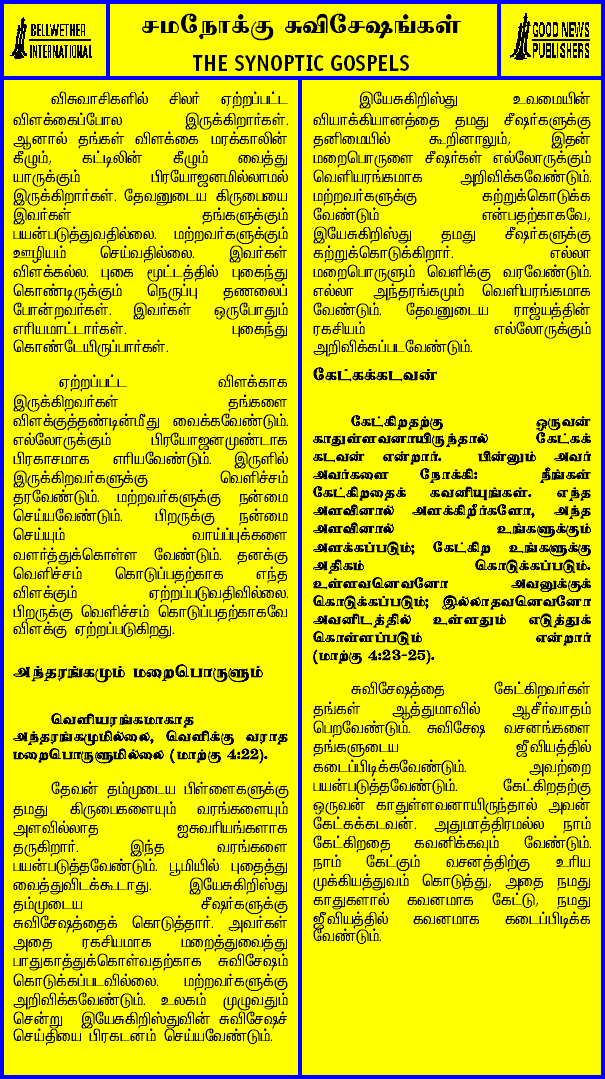 BELLWETHER
INTERNATIONAL
சமநோக்கு சுவிசேஷங்கள்
THE SYNOPTIC GOSPELS
GOOD NEWS
PUBLISHERS
விசுவாசிகளில் சிலர் ஏற்றப்பட்ட
விளக்கைப்போல இருக்கிறார்கள்.
ஆனால் தங்கள் விளக்கை மரக்காலின்
கீழும், கட்டிலின் கீழும் வைத்து
யாருக்கும் பிரயோஜனமில்லாமல்
இருக்கிறார்கள். தேவனுடைய கிருபையை
இவர்கள் தங்களுக்கும்
பயன்படுத்துவதில்லை. மற்றவர்களுக்கும்
ஊழியம் செய்வதில்லை. இவர்கள்
விளக்கல்ல. புகை மூட்டத்தில் புகைந்து
கொண்டிருக்கும் நெருப்பு தணலைப்
போன்றவர்கள். இவர்கள் ஒருபோதும்
எரியமாட்டார்கள். புகைந்து
கொண்டேயிருப்பார்கள்.
ஏற்றப்பட்ட விளக்காக
இருக்கிறவர்கள் தங்களை
விளக்குத்தண்டின்மீது வைக்கவேண்டும்.
எல்லோருக்கும் பிரயோஜனமுண்டாக
பிரகாசமாக எரியவேண்டும். இருளில்
இருக்கிறவர்களுக்கு வெளிச்சம்
தரவேண்டும். மற்றவர்களுக்கு நன்மை
செய்யவேண்டும். பிறருக்கு நன்மை
செய்யும் வாய்ப்புக்களை
வளர்த்துக்கொள்ள வேண்டும். தனக்கு
வெளிச்சம் கொடுப்பதற்காக எந்த
விளக்கும் ஏற்றப்படுவதிவில்லை.
பிறருக்கு வெளிச்சம் கொடுப்பதற்காகவே
விளக்கு ஏற்றப்படுகிறது.
அந்தரங்கமும் மறைபொருளும்
வெளியரங்கமாகாத
அந்தரங்கமுமில்லை, வெளிக்கு வராத
மறைபொருளுமில்லை (மாற்கு 4:22).
தேவன் தம்முடைய பிள்ளைகளுக்கு
தமது கிருபைகளையும் வரங்களையும்
அளவில்லாத ஐசுவரியங்களாக
தருகிறார். இந்த வரங்களை
பயன்படுத்தவேண்டும். பூமியில் புதைத்து
வைத்துவிடக்கூடாது. இயேசுகிறிஸ்து
தம்முடைய சீஷர்களுக்கு
சுவிசேஷத்தைக் கொடுத்தார். அவர்கள்
அதை ரகசியமாக மறைத்துவைத்து
பாதுகாத்துக்கொள்வதற்காக சுவிசேஷம்
கொடுக்கப்படவில்லை. மற்றவர்களுக்கு
அறிவிக்கவேண்டும். உலகம் முழுவதும்
சென்று இயேசுகிறிஸ்துவின் சுவிசேஷச்
செய்தியை பிரகடனம் செய்யவேண்டும்.
இயேசுகிறிஸ்து உவமையின்
வியாக்கியானத்தை தமது சீஷர்களுக்கு
தனிமையில் கூறினாலும், இதன்
மறைபொருளை சீஷர்கள் எல்லோருக்கும்
வெளியரங்கமாக அறிவிக்கவேண்டும்.
மற்றவர்களுக்கு கற்றுக்கொடுக்க
வேண்டும் என்பதற்காகவே,
இயேசுகிறிஸ்து தமது சீஷர்களுக்கு
கற்றுக்கொடுக்கிறார். எல்லா
மறைபொருளும் வெளிக்கு வரவேண்டும்.
எல்லா அந்தரங்கமும் வெளியரங்கமாக
வேண்டும். தேவனுடைய ராஜ்யத்தின்
ரகசியம் எல்லோருக்கும்
அறிவிக்கப்படவேண்டும்.
கேட்கக்கடவன்
கேட்கிறதற்கு ஒருவன்
காதுள்ளவனாயிருந்தால் கேட்கக்
கடவன் என்றார். பின்னும் அவர்
அவர்களை நோக்கி: நீங்கள்
கேட்கிறதைக் கவனியுங்கள். எந்த
அளவினால் அளக்கிறீர்களோ, அந்த
அளவினால் உங்களுக்கும்
அளக்கப்படும்; கேட்கிற உங்களுக்கு
அதிகம் கொடுக்கப்படும்.
உள்ளவனெவனோ அவனுக்குக்
கொடுக்கப்படும்; இல்லாதவனெவனோ
அவனிடத்தில் உள்ளதும் எடுத்துக்
கொள்ளப்படும் என்றார்
(மாற்கு 4:23-25).
சுவிசேஷத்தை கேட்கிறவர்கள்
தங்கள் ஆத்துமாவில் ஆசீர்வாதம்
பெறவேண்டும். சுவிசேஷ வசனங்களை
தங்களுடைய ஜீவியத்தில்
கடைப்பிடிக்கவேண்டும். அவற்றை
பயன்படுத்தவேண்டும். கேட்கிறதற்கு
ஒருவன் காதுள்ளவனாயிருந்தால் அவன்
கேட்கக்கடவன். அதுமாத்திரமல்ல நாம்
கேட்கிறதை கவனிக்கவும் வேண்டும்.
நாம் கேட்கும் வசனத்திற்கு உரிய
முக்கியத்துவம் கொடுத்து, அதை நமது
காதுகளால் கவனமாக கேட்டு, நமது
ஜீவியத்தில் கவனமாக கடைப்பிடிக்க
வேண்டும்.